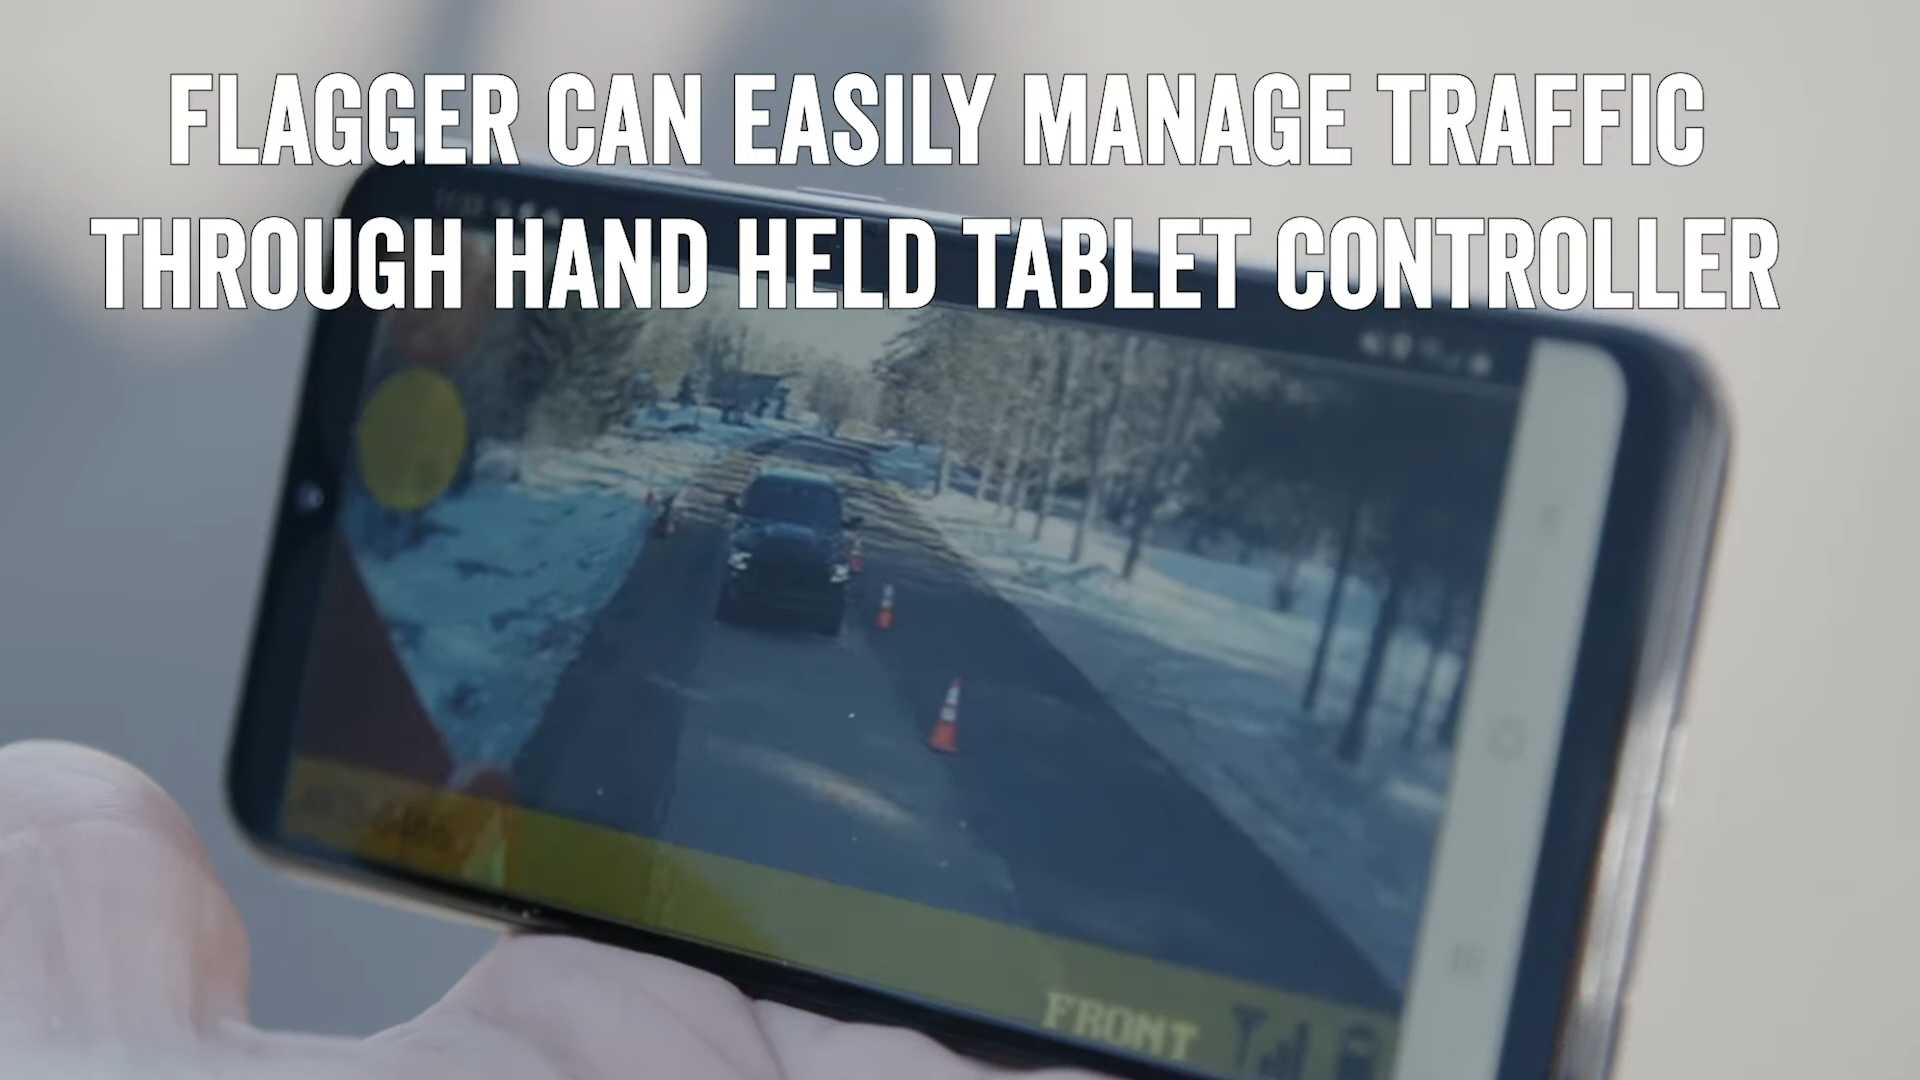 FLAGGER CAN EASILY MANAGE TRAFFIC
THROUGH HAND HELD TABLET CONTROLLER
FRONT